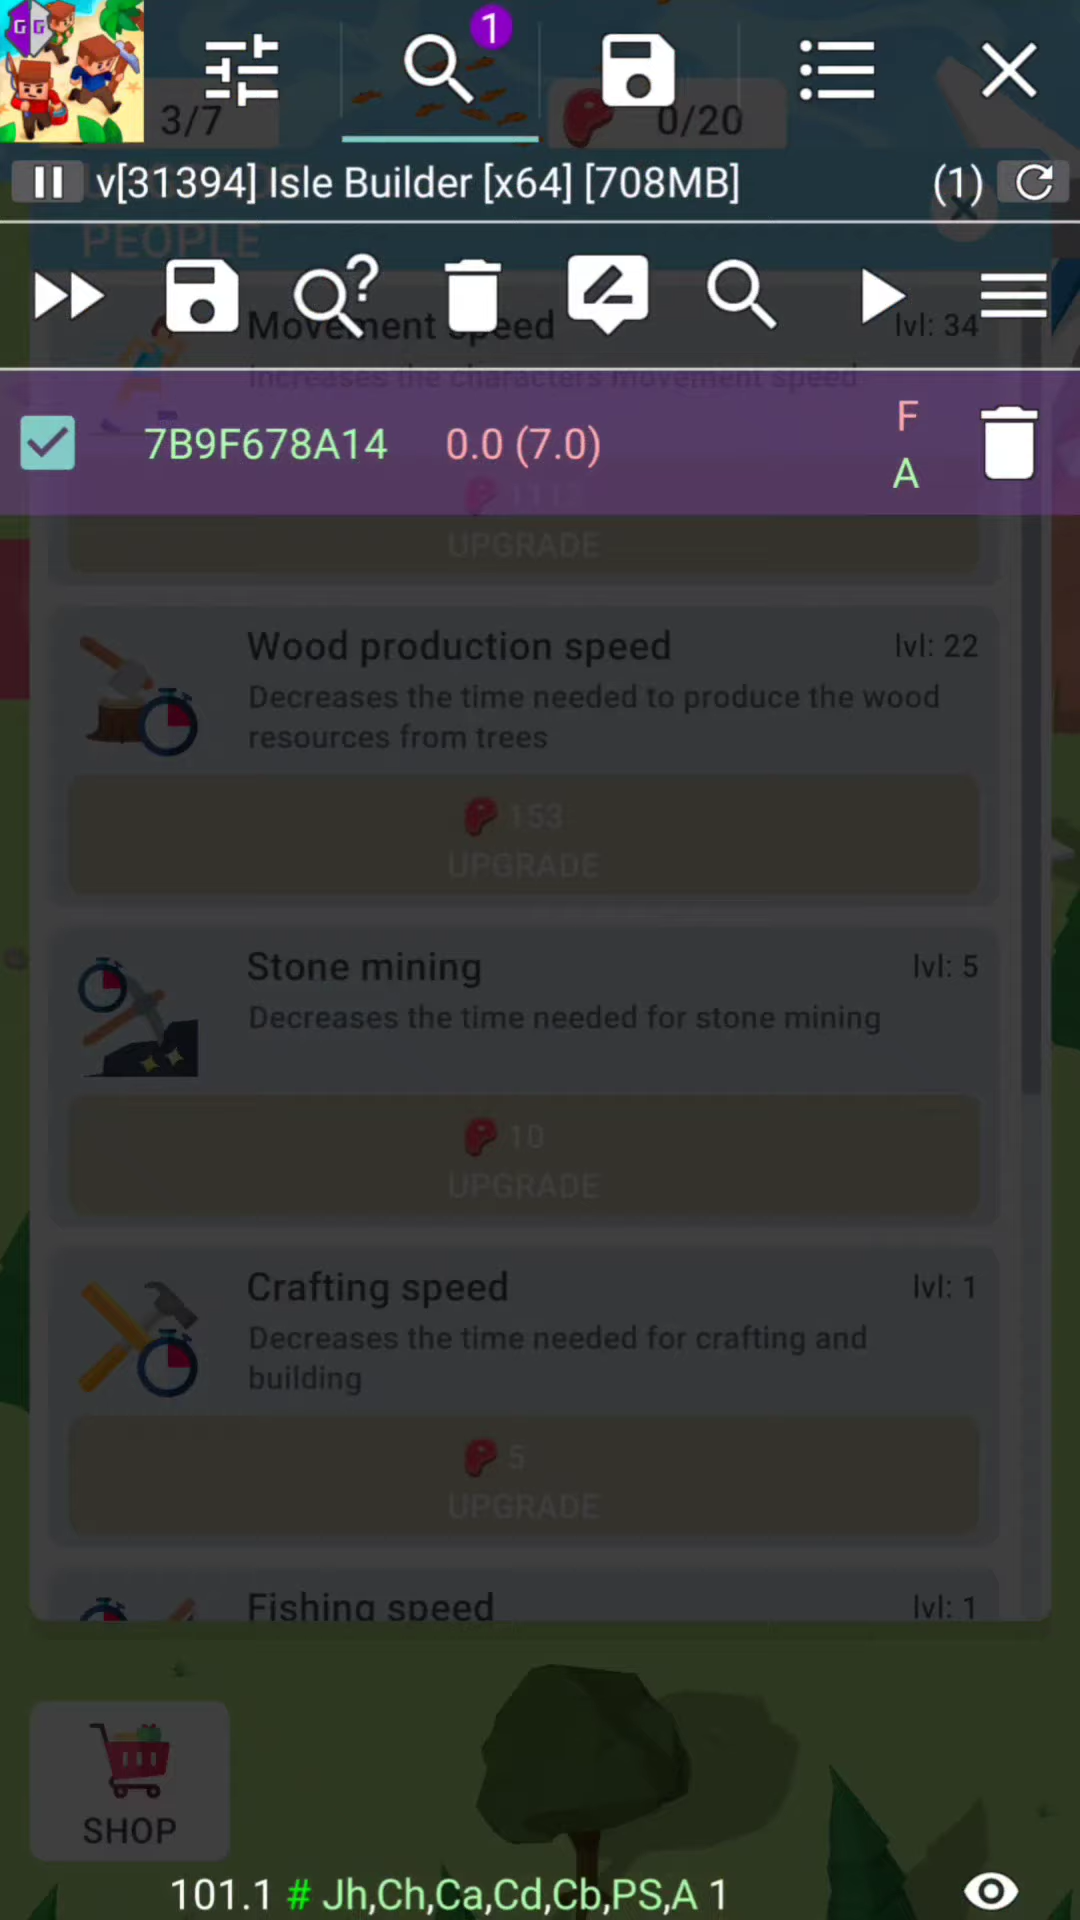 GG
1
3/7
0/20
v[31394] Isle Builder [x64] [708MB]
(1)
PEOPLE
Movement speed
lvl: 34
Increases the characters movement speed
7B9F678A14
0.0 (7.0)
F
A
UPGRADE
Wood production speed
lvl: 22
Decreases the time needed to produce the wood
resources from trees
153
UPGRADE
Stone mining
lvl: 5
Decreases the time needed for stone mining
10
UPGRADE
Crafting speed
lvl: 1
Decreases the time needed for crafting and
building
5
UPGRADE
Fishing speed
lvl: 1
SHOP
101.1 # Jh,Ch,Ca,Cd,Cb,PS,A 1